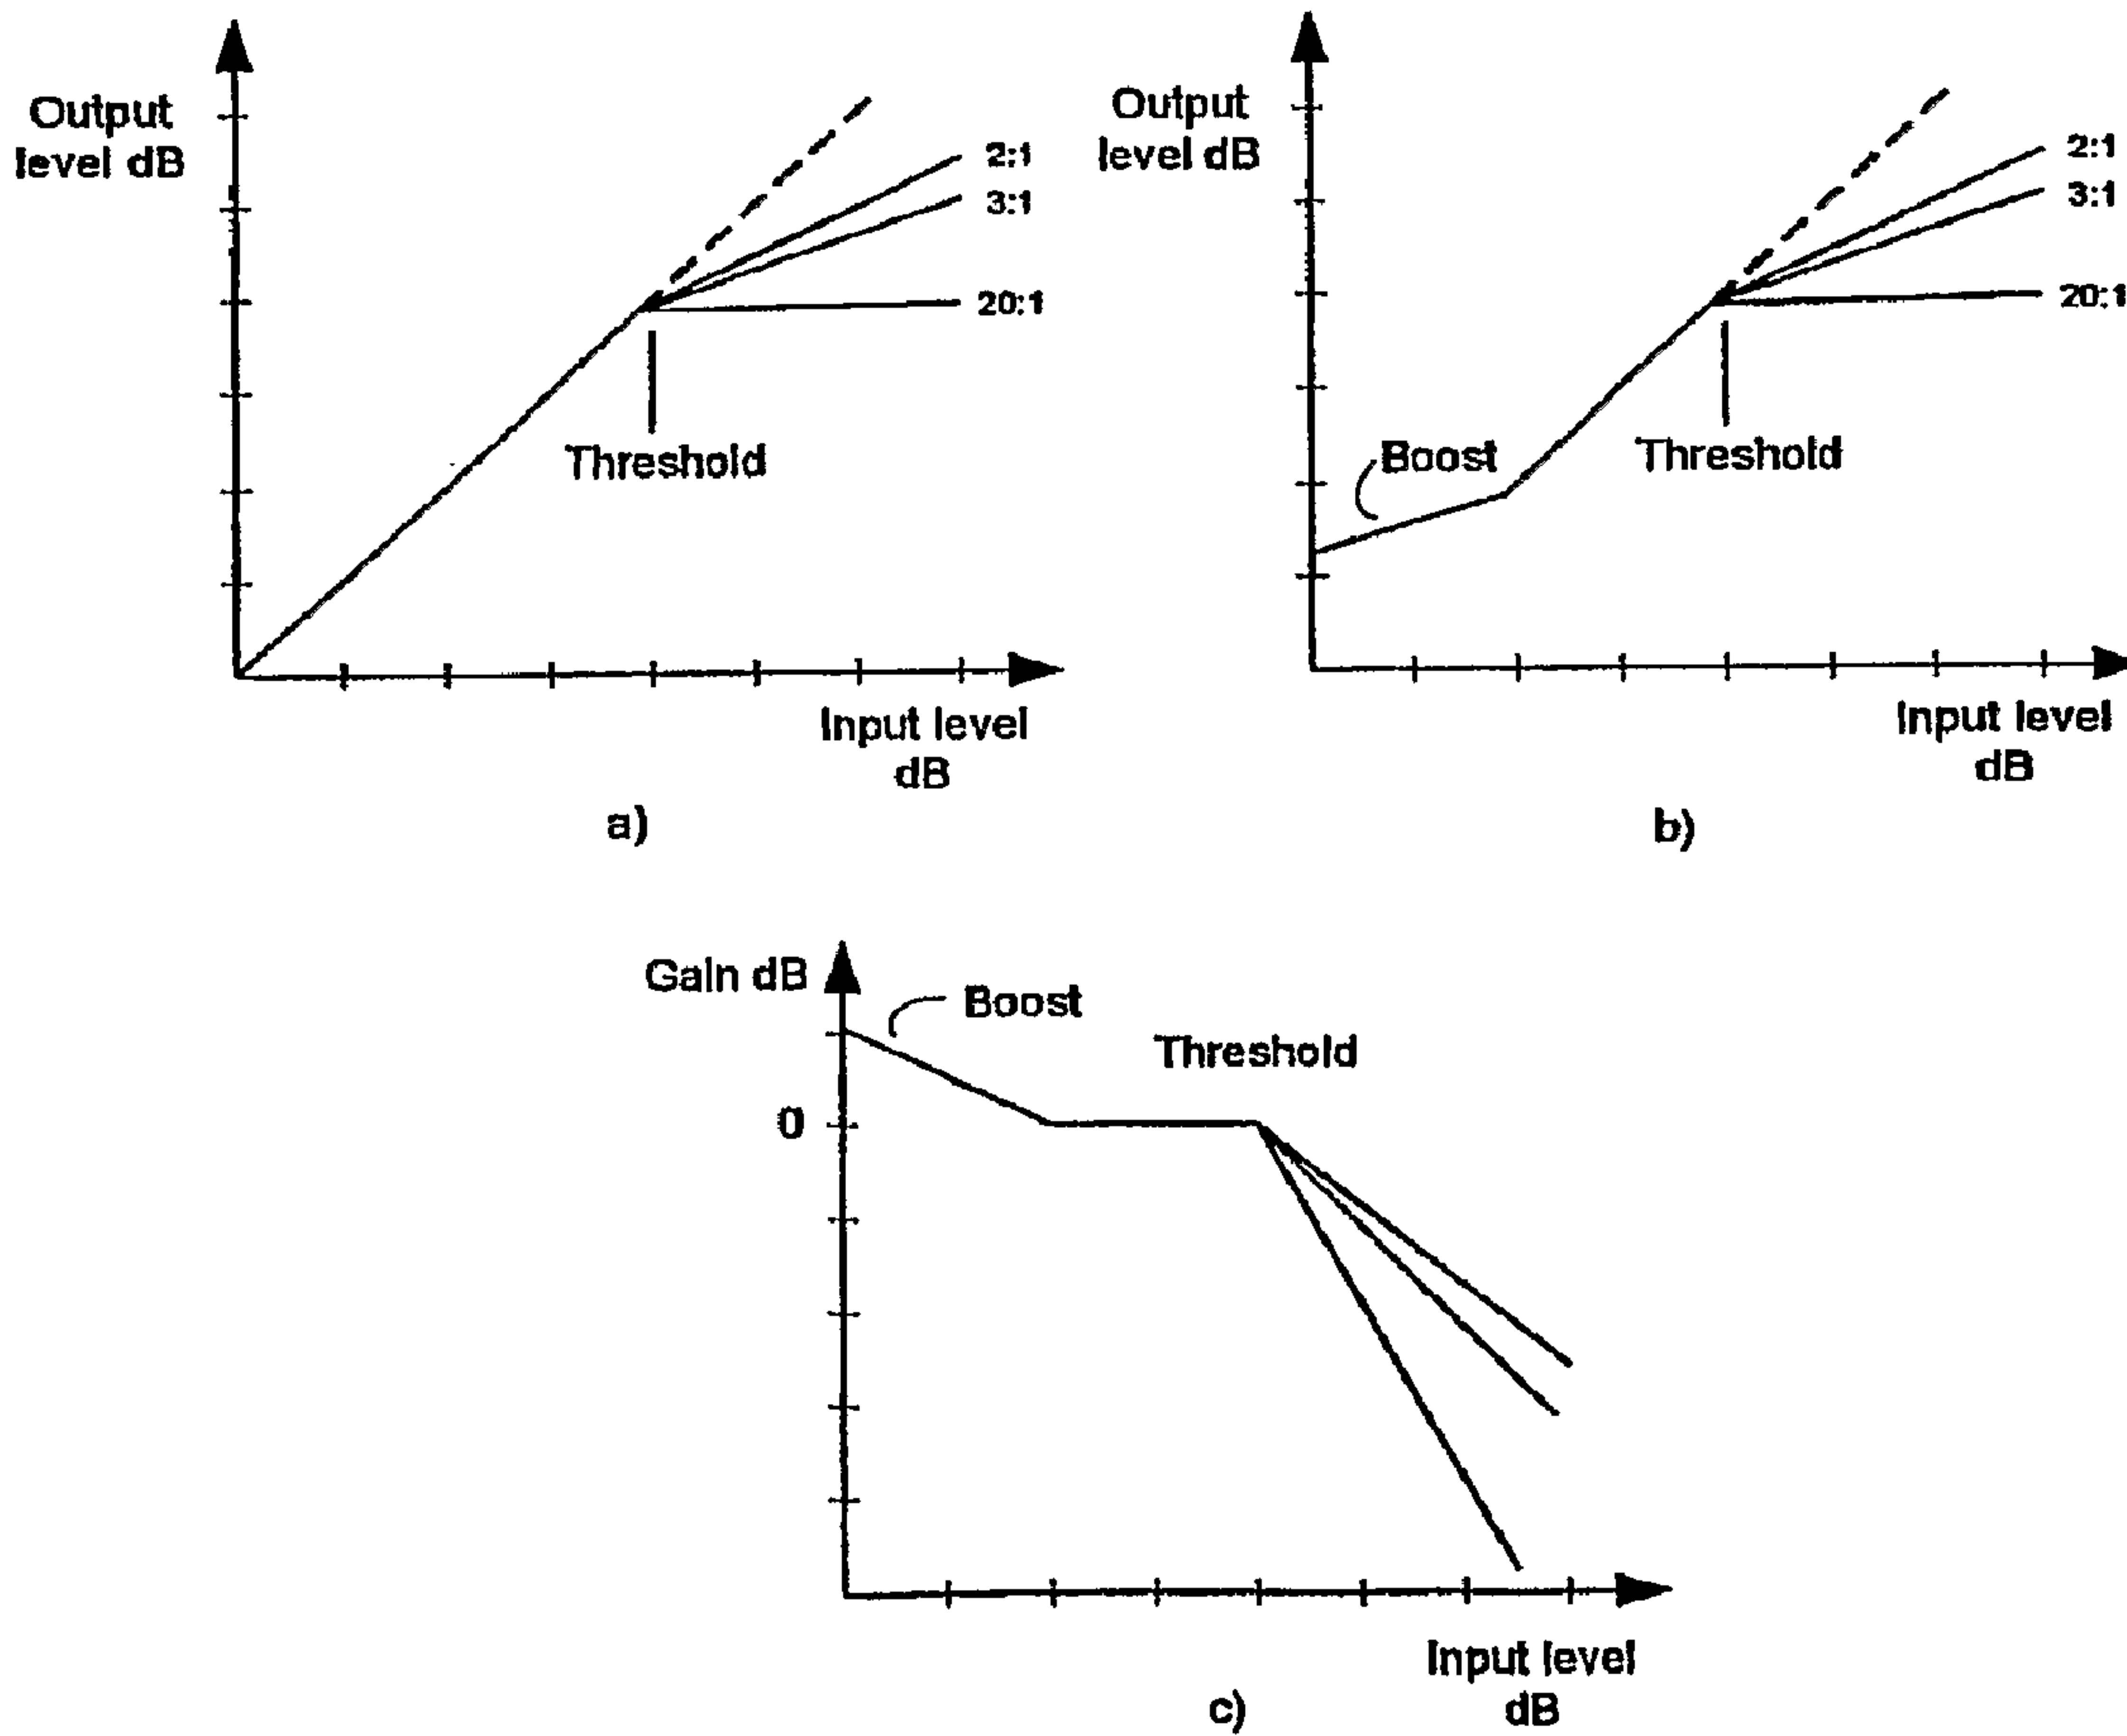 Output
level dB
2:1
3:1
20:1
Threshold
Input level
dB
a)
Output
level dB
2:1
3:1
20:1
Boost
Threshold
Input level
dB
b)
Gain dB
Boost
Threshold
0
Input level
dB
c)